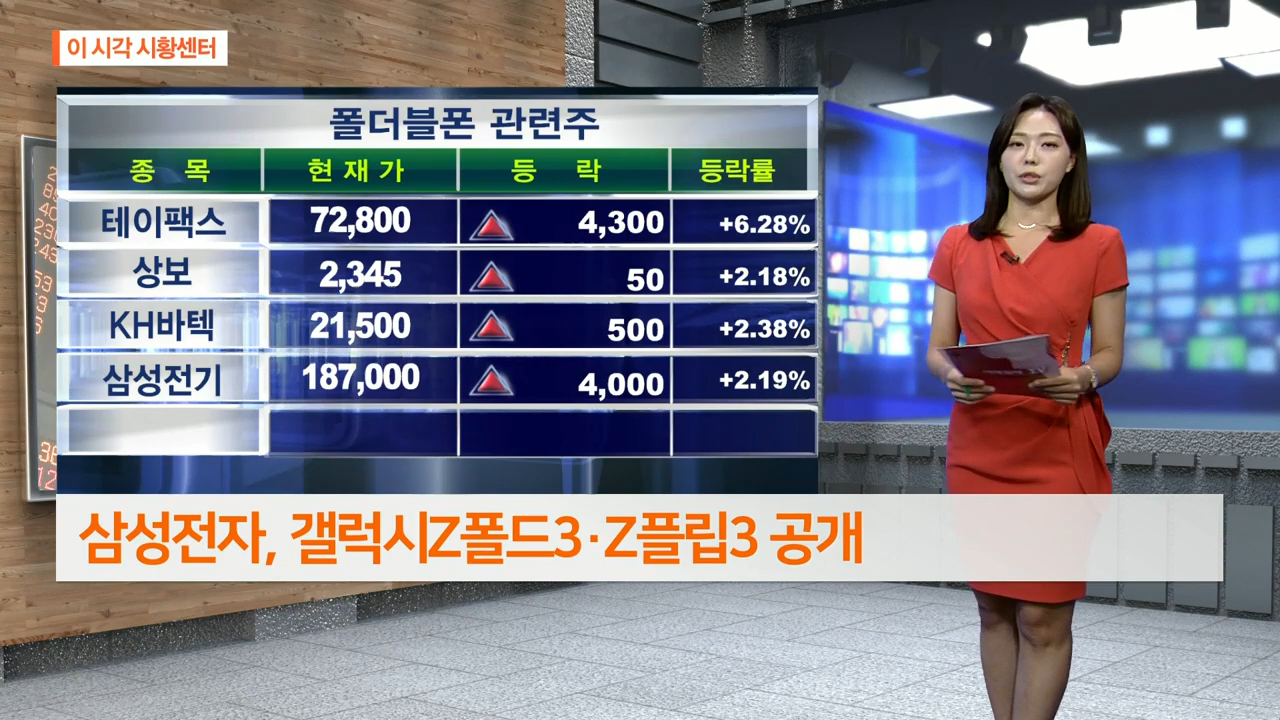 이 시각 시황센터
폴더블폰 관련주
종 목 현 재 가 등 락 등락률
테이팩스 72,800 4,300 +6.28%
상보 2,345 50 +2.18%
KH바텍 21,500 500 +2.38%
삼성전기 187,000 4,000 +2.19%
삼성전자, 갤럭시Z폴드3·Z플립3 공개